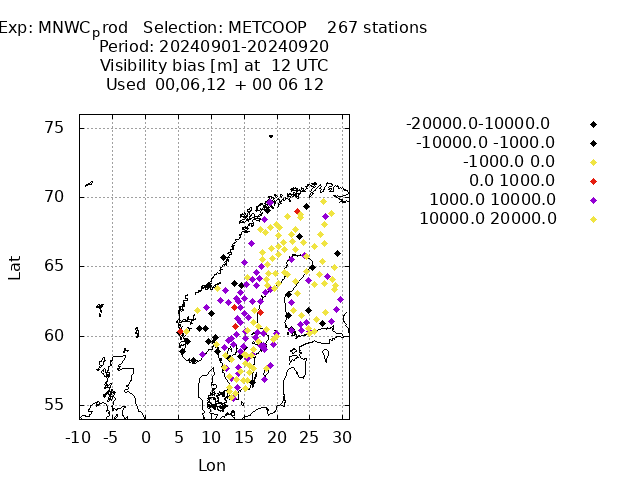 Exp: MNWC_prod   Selection: METCOOP    267 stations
Period: 20240901-20240920
Visibility bias [m] at  12 UTC
Used  00,06,12  + 00 06 12
-20000.0-10000.0
-10000.0 -1000.0
-1000.0 0.0
0.0 1000.0
1000.0 10000.0
10000.0 20000.0
75
70
65
60
55
Lat
-10 -5 0 5 10 15 20 25 30
Lon